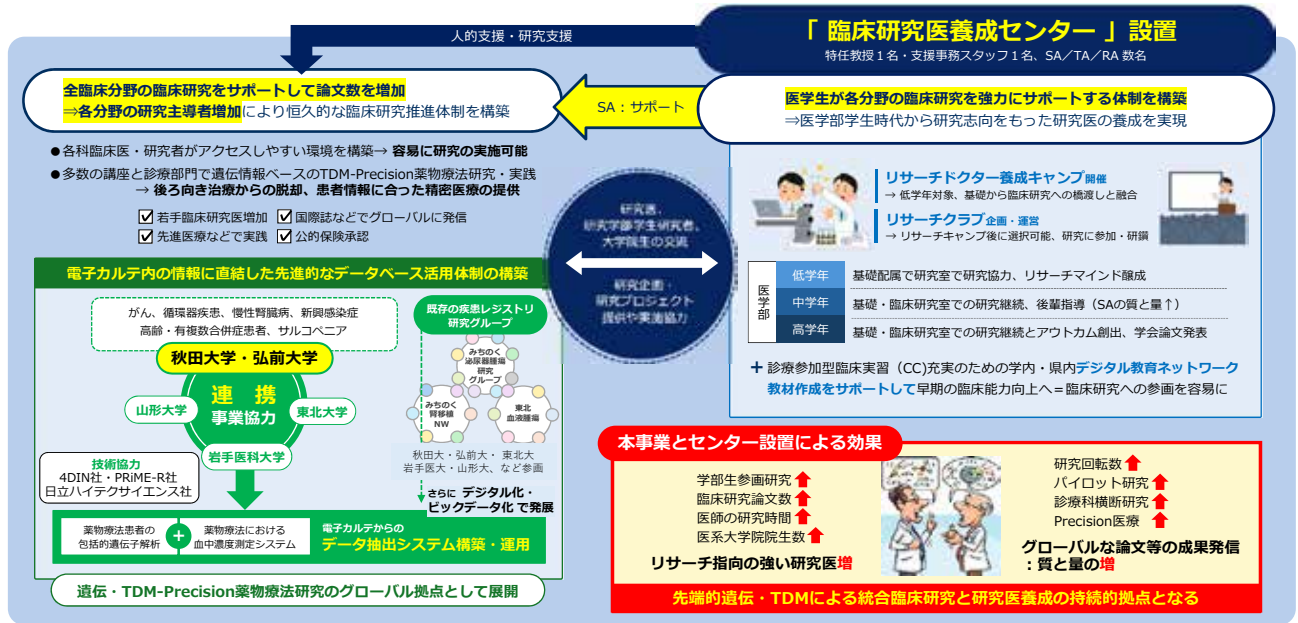 人的支援・研究支援
「 臨床研究医養成センター 」設置
特任教授１名・支援事務スタッフ１名、SA／TA／RA 数名
全臨床分野の臨床研究をサポートして論文数を増加
⇒各分野の研究主導者増加により恒久的な臨床研究推進体制を構築
SA：サポート
医学生が各分野の臨床研究を強力にサポートする体制を構築
⇒医学部学生時代から研究志向をもった研究医の養成を実現
●各科臨床医・研究者がアクセスしやすい環境を構築→ 容易に研究の実施可能
●多数の講座と診療部門で遺伝情報ベースのTDM-Precision薬物療法研究・実践
→ 後ろ向き治療からの脱却、患者情報に合った精密医療の提供
☑ 若手臨床研究医増加 ☑ 国際誌などでグローバルに発信
☑ 先進医療などで実践 ☑ 公的保険承認
研究医、
研究学部学生研究者、
大学院生の交流
研究企画・
研究プロジェクト
提供や実施協力
リサーチドクター養成キャンプ開催
→ 低学年対象、基礎から臨床研究への橋渡しと融合
リサーチクラブ企画・運営
→ リサーチキャンプ後に選択可能、研究に参加・研鑽
医学部
低学年 基礎配属で研究室で研究協力、リサーチマインド醸成
中学年 基礎・臨床研究室での研究継続、後輩指導（SAの質と量↑）
高学年 基礎・臨床研究室での研究継続とアウトカム創出、学会論文発表
＋ 診療参加型臨床実習（CC）充実のための学内・県内デジタル教育ネットワーク
教材作成をサポートして早期の臨床能力向上へ＝臨床研究への参画を容易に
電子カルテ内の情報に直結した先進的なデータベース活用体制の構築
がん、循環器疾患、慢性腎臓病、新興感染症
高齢・有複数合併症患者、サルコペニア
秋田大学・弘前大学
連 携
事業協力
山形大学
東北大学
岩手医科大学
技術協力
4DIN社・PRiME-R社
日立ハイテクサイエンス社
既存の疾患レジストリ
研究グループ
みちのく
泌尿器腫瘍
研究
グループ
みちのく
腎移植
NW
東北
血液腫瘍
秋田大・弘前大・ 東北大
岩手医大・山形大、など参画
さらに デジタル化・
ビックデータ化 で発展
薬物療法患者の
包括的遺伝子解析
＋
薬物療法における
血中濃度測定システム
電子カルテからの
データ抽出システム構築・運用
遺伝・TDM-Precision薬物療法研究のグローバル拠点として展開
本事業とセンター設置による効果
学部生参画研究
臨床研究論文数
医師の研究時間
医系大学院院生数
リサーチ指向の強い研究医増
研究回転数
パイロット研究
診療科横断研究
Precision医療
グローバルな論文等の成果発信
：質と量の増
先端的遺伝・TDMによる統合臨床研究と研究医養成の持続的拠点となる